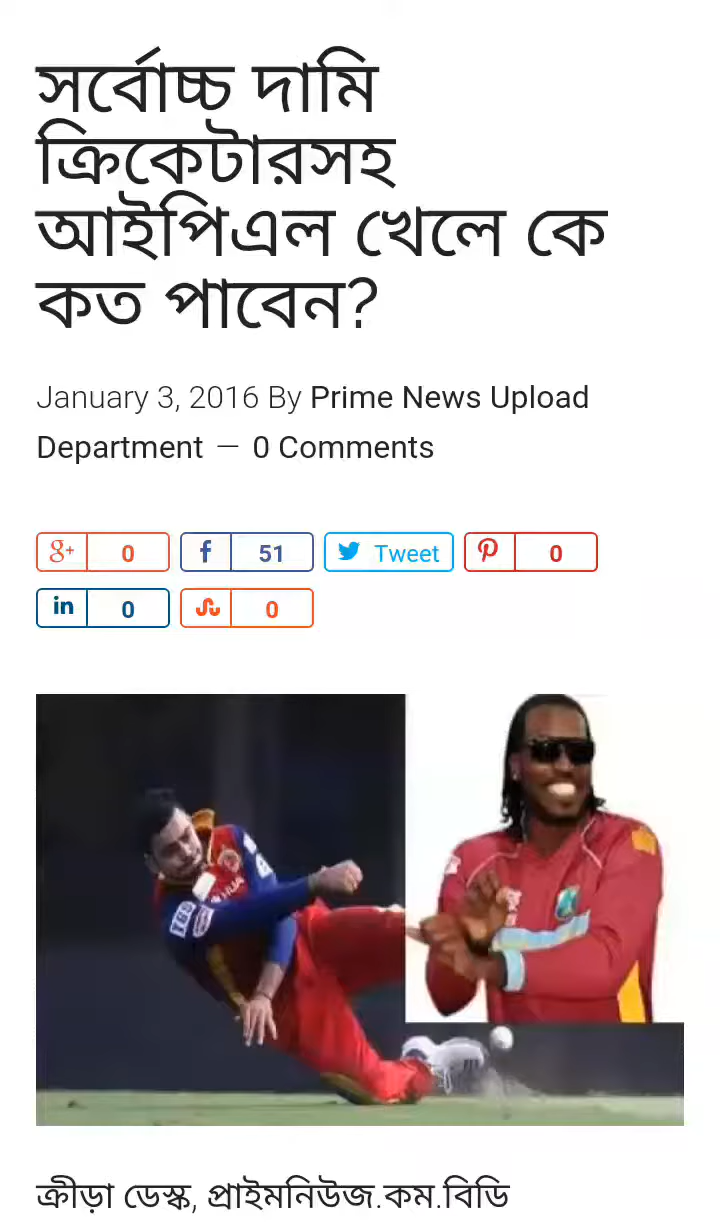 সর্বোচ্চ দামি
ক্রিকেটারসহ
আইপিএল খেলে কে
কত পাবেন?
January 3, 2016 By Prime News Upload
Department — 0 Comments
g+ 0 f 51 Tweet 0
in 0 0
ক্রীড়া ডেস্ক, প্রাইমনিউজ.কম.বিডি